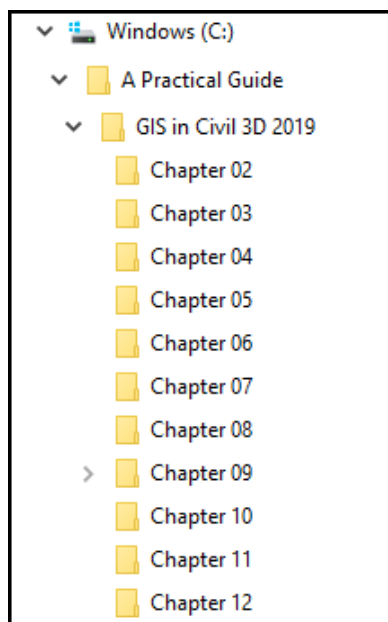 Windows (C:)
A Practical Guide
GIS in Civil 3D 2019
Chapter 02
Chapter 03
Chapter 04
Chapter 05
Chapter 06
Chapter 07
Chapter 08
Chapter 09
Chapter 10
Chapter 11
Chapter 12